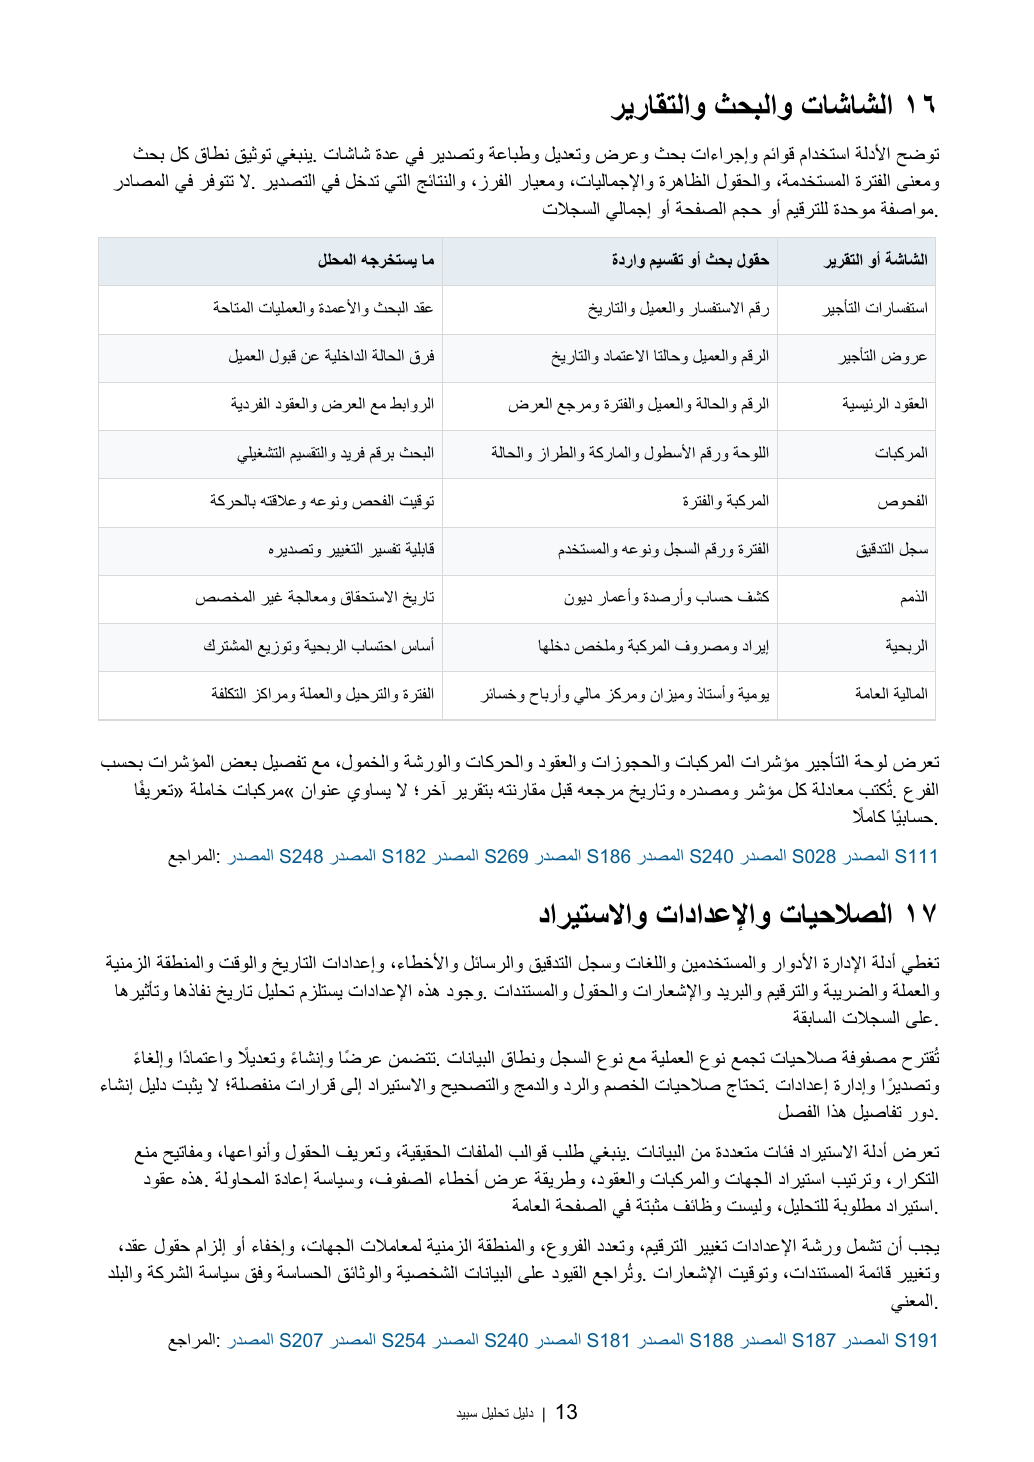 ١٦ الشاشات والبحث والتقارير
توضح الأدلة استخدام قوائم وإجراءات بحث وعرض وتعديل وطباعة وتصدير في عدة شاشات .ينبغي توثيق نطاق كل بحث
ومعنى الفترة المستخدمة، والحقول الظاهرة والإجماليات، ومعيار الفرز، والنتائج التي تدخل في التصدير .لا تتوفر في المصادر
.مواصفة موحدة للترقيم أو حجم الصفحة أو إجمالي السجلات
الشاشة أو التقرير | حقول بحث أو تقسيم واردة | ما يستخرجه المحلل
استفسارات التأجير | رقم الاستفسار والعميل والتاريخ | عقد البحث والأعمدة والعمليات المتاحة
عروض التأجير | الرقم والعميل وحالتا الاعتماد والتاريخ | فرق الحالة الداخلية عن قبول العميل
العقود الرئيسية | الرقم والحالة والعميل والفترة ومرجع العرض | الروابط مع العرض والعقود الفردية
المركبات | اللوحة ورقم الأسطول والماركة والطراز والحالة | البحث برقم فريد والتقسيم التشغيلي
الفحوص | المركبة والفترة | توقيت الفحص ونوعه وعلاقته بالحركة
سجل التدقيق | الفترة ورقم السجل ونوعه والمستخدم | قابلية تفسير التغيير وتصديره
الذمم | كشف حساب وأرصدة وأعمار ديون | تاريخ الاستحقاق ومعالجة غير المخصص
الربحية | إيراد ومصروف المركبة وملخص دخلها | أساس احتساب الربحية وتوزيع المشترك
المالية العامة | يومية وأستاذ وميزان ومركز مالي وأرباح وخسائر | الفترة والترحيل والعملة ومراكز التكلفة
تعرض لوحة التأجير مؤشرات المركبات والحجوزات والعقود والحركات والورشة والخمول، مع تفصيل بعض المؤشرات بحسب
الفرع .تُكتب معادلة كل مؤشر ومصدره وتاريخ مرجعه قبل مقارنته بتقرير آخر؛ لا يساوي عنوان »مركبات خاملة «تعريفًا
.حسابيًا كاملًا
المراجع: المصدر S248 المصدر S182 المصدر S269 المصدر S186 المصدر S240 المصدر S028 المصدر S111
١٧ الصلاحيات والإعدادات والاستيراد
تغطي أدلة الإدارة الأدوار والمستخدمين واللغات وسجل التدقيق والرسائل والأخطاء، وإعدادات التاريخ والوقت والمنطقة الزمنية
والعملة والضريبة والترقيم والبريد والإشعارات والحقول والمستندات .وجود هذه الإعدادات يستلزم تحليل تاريخ نفاذها وتأثيرها
.على السجلات السابقة
تُقترح مصفوفة صلاحيات تجمع نوع العملية مع نوع السجل ونطاق البيانات .تتضمن عرضًا وإنشاءً وتعديلًا واعتمادًا وإلغاءً
وتصديرًا وإدارة إعدادات .تحتاج صلاحيات الخصم والرد والدمج والتصحيح والاستيراد إلى قرارات منفصلة؛ لا يثبت دليل إنشاء
.دور تفاصيل هذا الفصل
تعرض أدلة الاستيراد فئات متعددة من البيانات .ينبغي طلب قوالب الملفات الحقيقية، وتعريف الحقول وأنواعها، ومفاتيح منع
التكرار، وترتيب استيراد الجهات والمركبات والعقود، وطريقة عرض أخطاء الصفوف، وسياسة إعادة المحاولة .هذه عقود
.استيراد مطلوبة للتحليل، وليست وظائف مثبتة في الصفحة العامة
يجب أن تشمل ورشة الإعدادات تغيير الترقيم، وتعدد الفروع، والمنطقة الزمنية لمعاملات الجهات، وإخفاء أو إلزام حقول عقد،
وتغيير قائمة المستندات، وتوقيت الإشعارات .وتُراجع القيود على البيانات الشخصية والوثائق الحساسة وفق سياسة الشركة والبلد
.المعني
المراجع: المصدر S207 المصدر S254 المصدر S240 المصدر S181 المصدر S188 المصدر S187 المصدر S191
دليل تحليل سبيد | 13